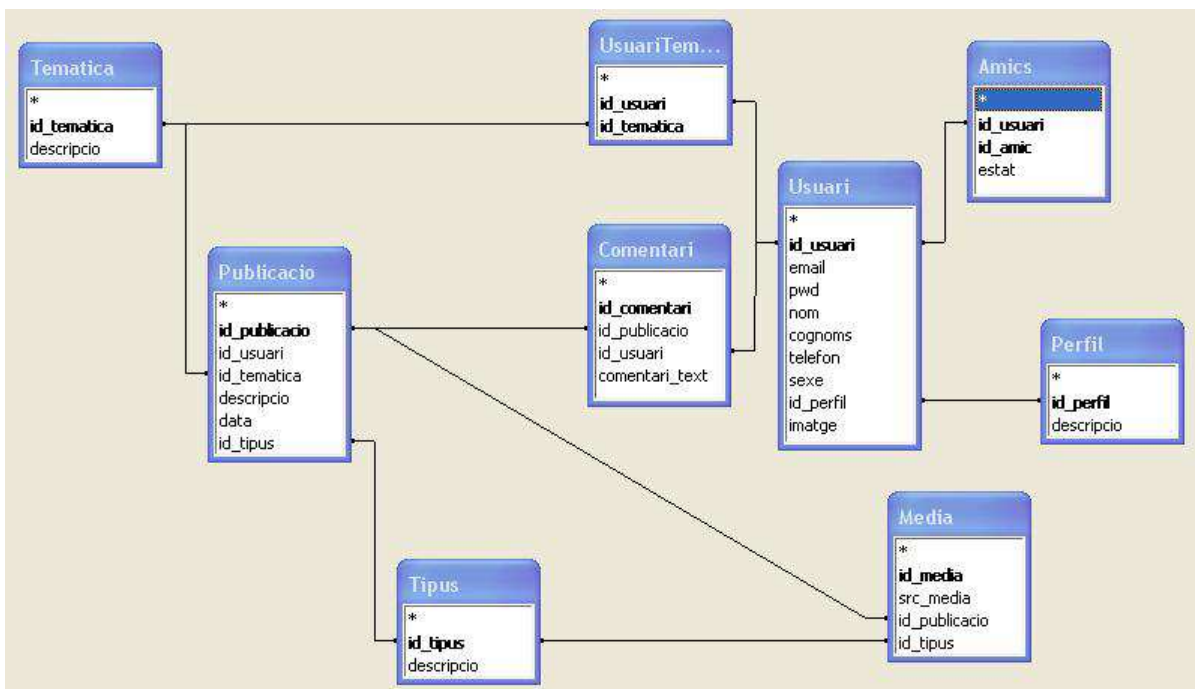 Tematica
*
id_tematica
descripcio
UsuariTem...
*
id_usuari
id_tematica
Amics
*
id_usuari
id_amic
estat
Usuari
*
id_usuari
email
pwd
nom
cognoms
telefon
sexe
id_perfil
imatge
Comentari
*
id_comentari
id_publicacio
id_usuari
comentari_text
Publicacio
*
id_publicacio
id_usuari
id_tematica
descripcio
data
id_tipus
Perfil
*
id_perfil
descripcio
Media
*
id_media
src_media
id_publicacio
id_tipus
Tipus
*
id_tipus
descripcio